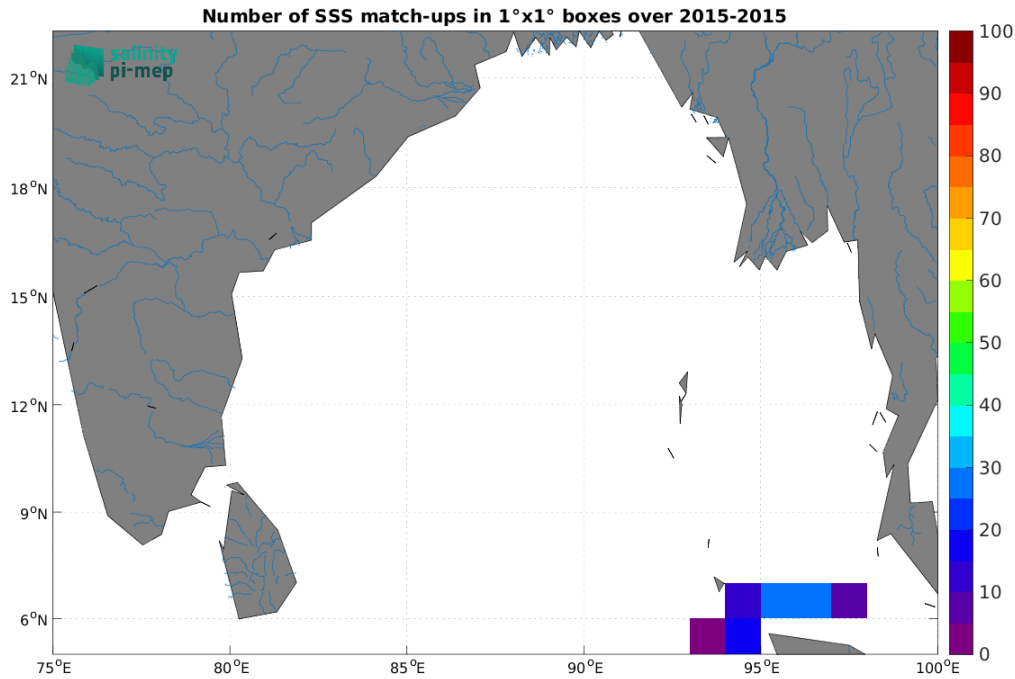 Number of SSS match-ups in 1°x1° boxes over 2015-2015
salinity
pi-mep
21°N
18°N
15°N
12°N
9°N
6°N
75°E
80°E
85°E
90°E
95°E
100°E
100
90
80
70
60
50
40
30
20
10
0